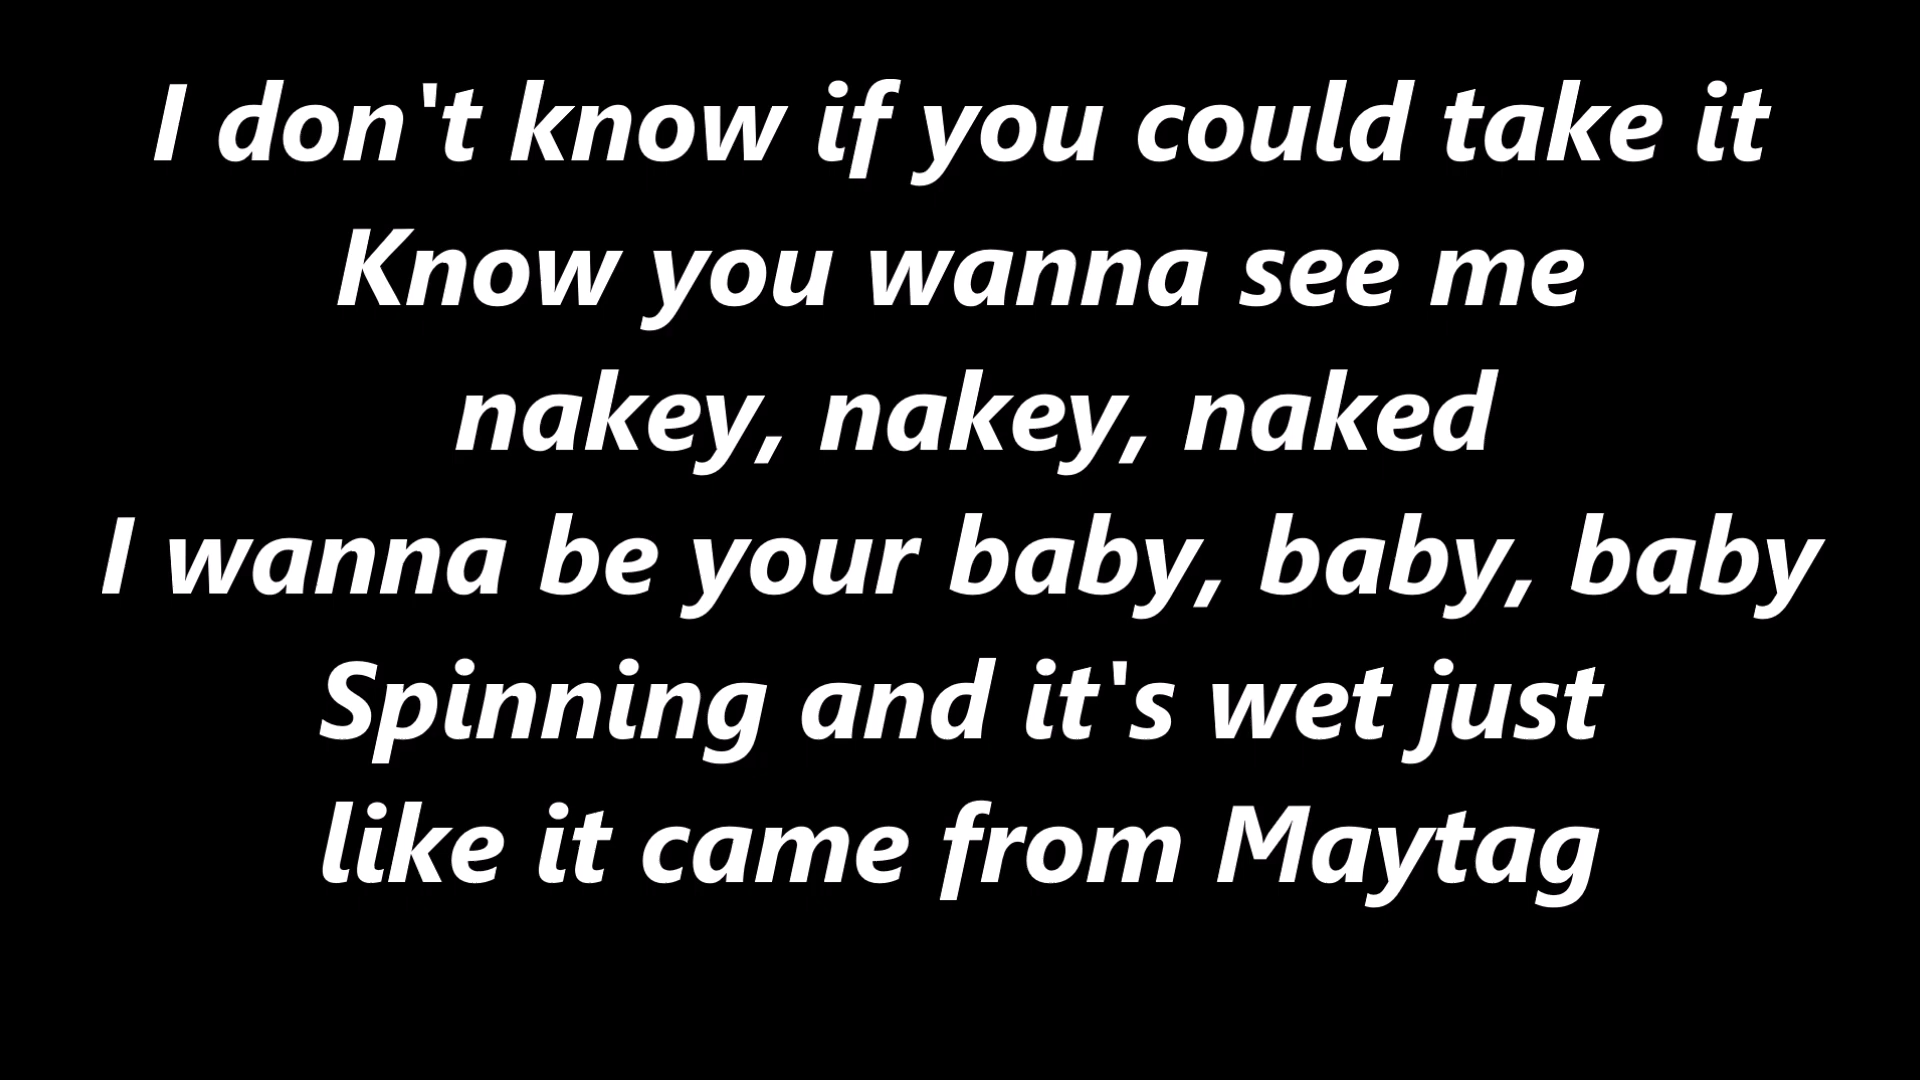 I don't know if you could take it
Know you wanna see me
nakey, nakey, naked
I wanna be your baby, baby, baby
Spinning and it's wet just
like it came from Maytag